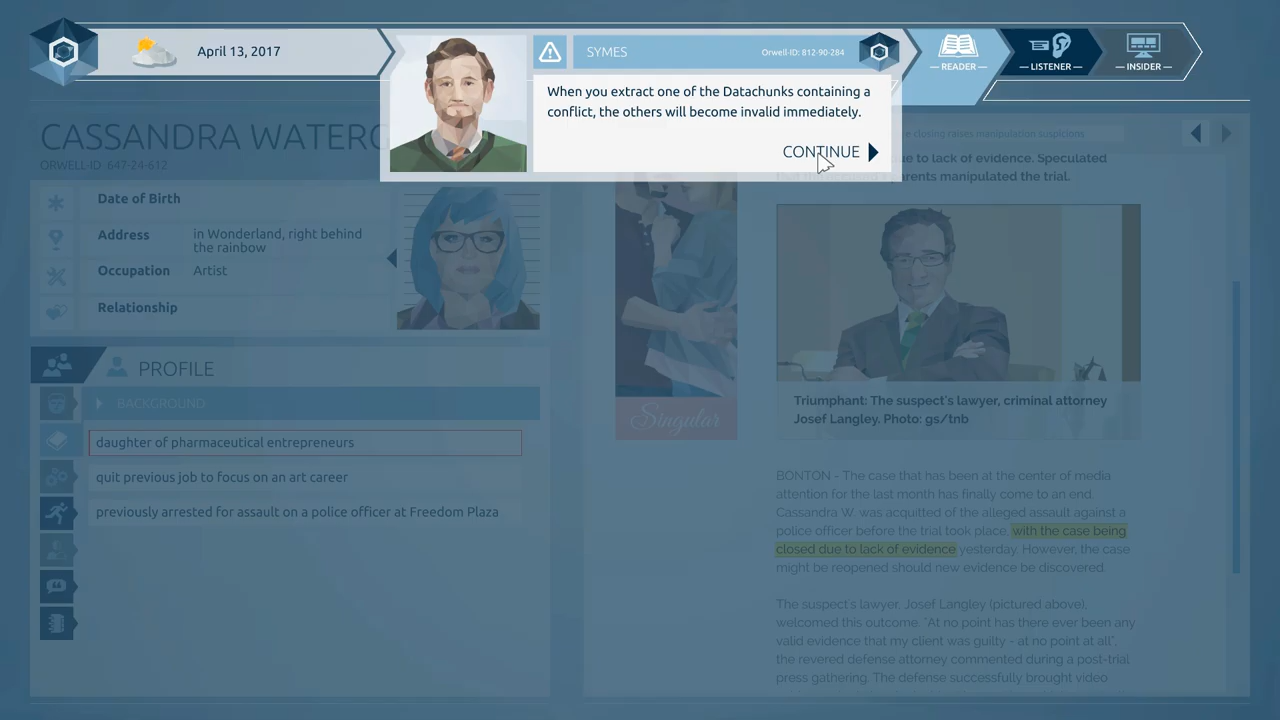 April 13, 2017
SYMES
Orwell-ID: 812-90-284
When you extract one of the Datachunks containing a
conflict, the others will become invalid immediately.
CONTINUE
— READER —
— LISTENER —
— INSIDER —
CASSANDRA WATERG
ORWELL-ID 647-24-612
Date of Birth
Address
in Wonderland, right behind
the rainbow
Occupation
Artist
Relationship
PROFILE
BACKGROUND
daughter of pharmaceutical entrepreneurs
quit previous job to focus on an art career
previously arrested for assault on a police officer at Freedom Plaza
closing raises manipulation suspicions
due to lack of evidence. Speculated
that the accused's parents manipulated the trial.
Singular
Triumphant: The suspect's lawyer, criminal attorney
Josef Langley. Photo: gs/tnb
BONTON - The case that has been at the center of media
attention for the last month has finally come to an end
Cassandra W. was acquitted of the alleged assault against a
police officer before the trial took place, with the case being
closed due to lack of evidence yesterday. However, the case
might be reopened should new evidence be discovered.
The suspect's lawyer, Josef Langley (pictured above),
welcomed this outcome. "At no point has there ever been any
valid evidence that my client was guilty - at no point at all",
the revered defense attorney commented during a post-trial
press gathering. The defense successfully brought video